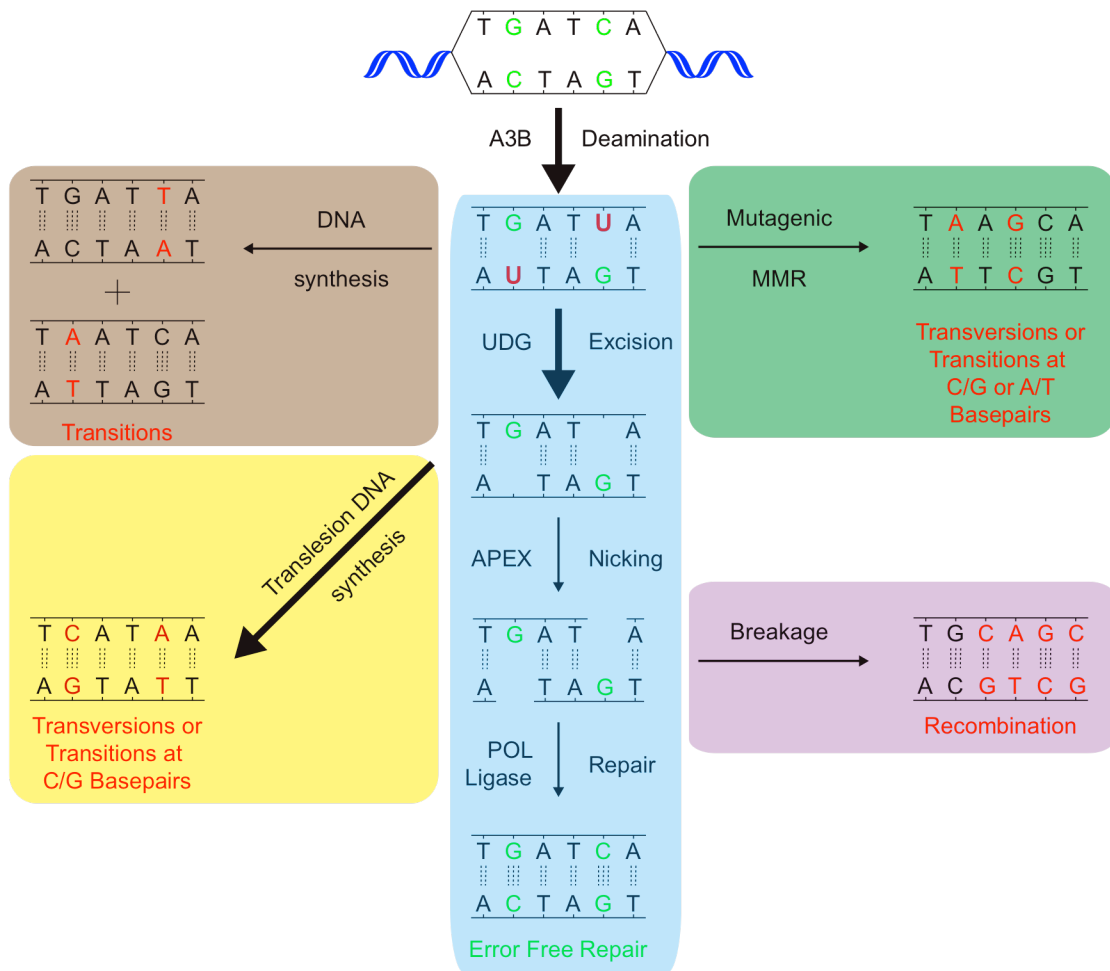 T G A T C A
A C T A G T
A3B Deamination
T G A T T A
A C T A A T
+
T A A T C A
A T T A G T
Transitions
DNA
synthesis
T G A T U A
A U T A G T
Mutagenic
MMR
T A A G C A
A T T C G T
Transversions or
Transitions at
C/G or A/T
Basepairs
UDG Excision
T G A T A
A T A G T
Translesion DNA
synthesis
T C A T A A
A G T A T T
Transversions or
Transitions at
C/G Basepairs
APEX Nicking
T G A T A
A T A G T
Breakage
T G C A G C
A C G T C G
Recombination
POL
Ligase
Repair
T G A T C A
A C T A G T
Error Free Repair